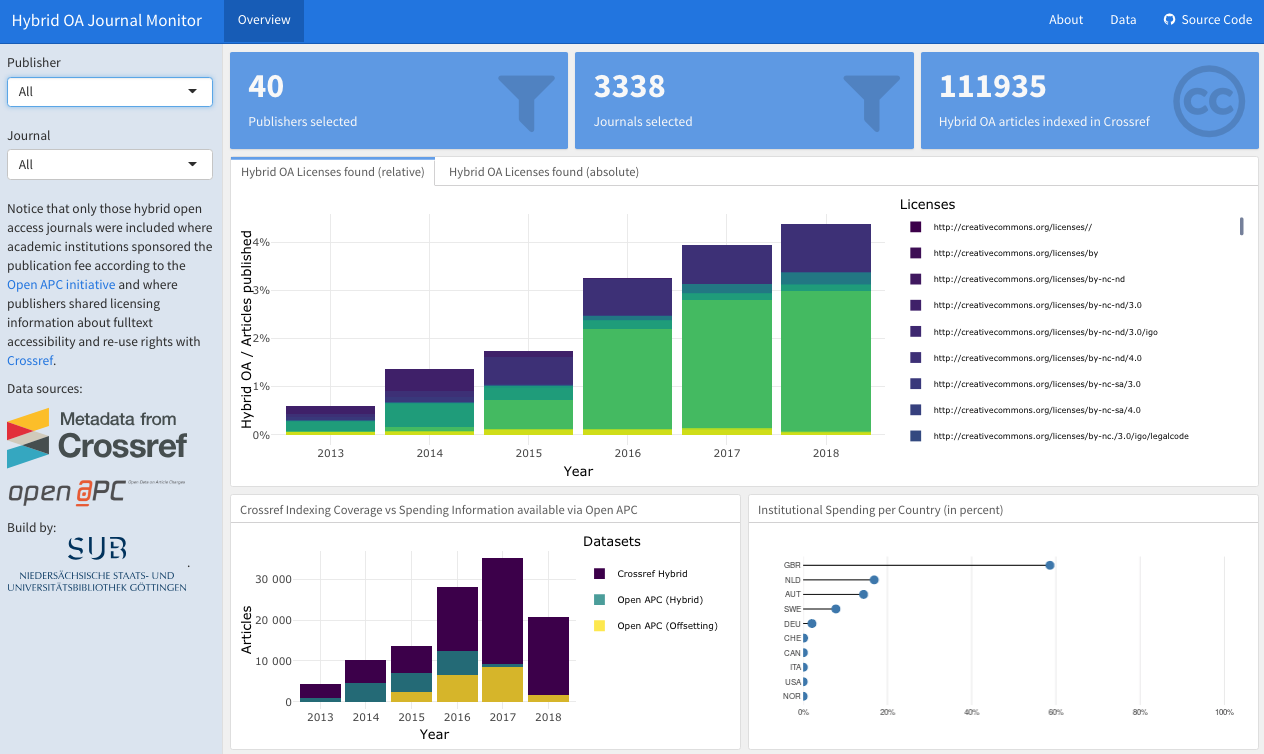 Hybrid OA Journal Monitor
Overview
About
Data
Source Code
Publisher
All
Journal
All
Notice that only those hybrid open
access journals were included where
academic institutions sponsored the
publication fee according to the
Open APC initiative and where
publishers shared licensing
information about fulltext
accessibility and re-use rights with
Crossref.
Data sources:
Metadata from
Crossref
open APC
Build by:
SUB
.
NIEDERSÄCHSISCHE STAATS- UND
UNIVERSITÄTSBIBLIOTHEK GÖTTINGEN
40
Publishers selected
3338
Journals selected
111935
Hybrid OA articles indexed in Crossref
cc
Hybrid OA Licenses found (relative)
Hybrid OA Licenses found (absolute)
Hybrid OA / Articles published
4%
3%
2%
1%
0%
2013
2014
2015
2016
2017
2018
Year
Licenses
http://creativecommons.org/licenses//
http://creativecommons.org/licenses/by
http://creativecommons.org/licenses/by-nc-nd
http://creativecommons.org/licenses/by-nc-nd/3.0
http://creativecommons.org/licenses/by-nc-nd/3.0/igo
http://creativecommons.org/licenses/by-nc-nd/4.0
http://creativecommons.org/licenses/by-nc-sa/3.0
http://creativecommons.org/licenses/by-nc-sa/4.0
http://creativecommons.org/licenses/by-nc./3.0/igo/legalcode
Crossref Indexing Coverage vs Spending Information available via Open APC
Articles
30 000
20 000
10 000
0
2013
2014
2015
2016
2017
2018
Year
Datasets
Crossref Hybrid
Open APC (Hybrid)
Open APC (Offsetting)
Institutional Spending per Country (in percent)
GBR
NLD
AUT
SWE
DEU
CHE
CAN
ITA
USA
NOR
0%
20%
40%
60%
80%
100%